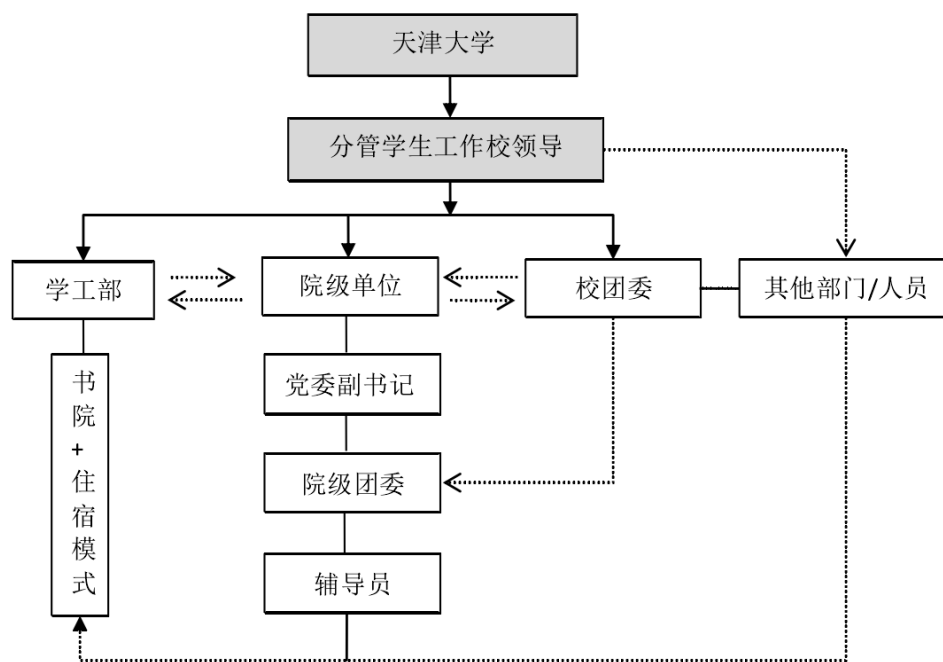 天津大学
分管学生工作校领导
学工部
院级单位
校团委
其他部门/人员
书院+住宿模式
党委副书记
院级团委
辅导员